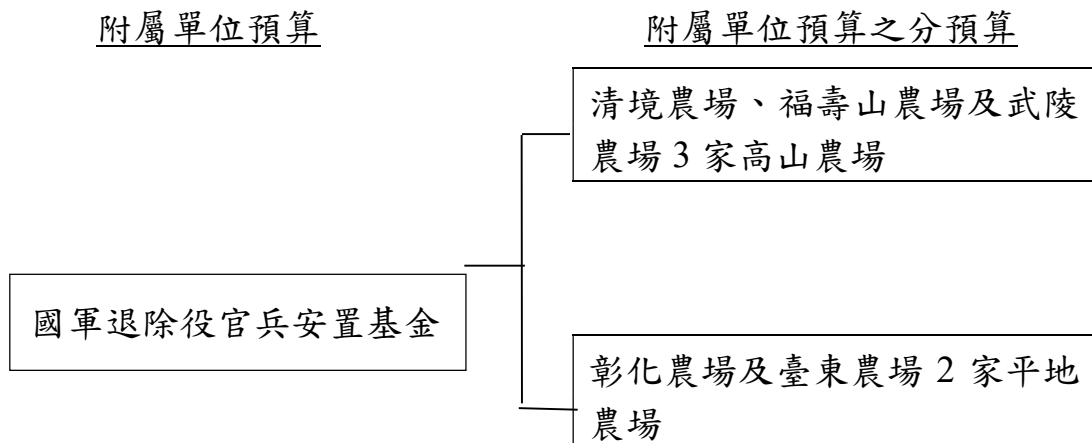 附屬單位預算
附屬單位預算之分預算
清境農場、福壽山農場及武陵
農場 3 家高山農場
國軍退除役官兵安置基金
彰化農場及臺東農場 2 家平地
農場